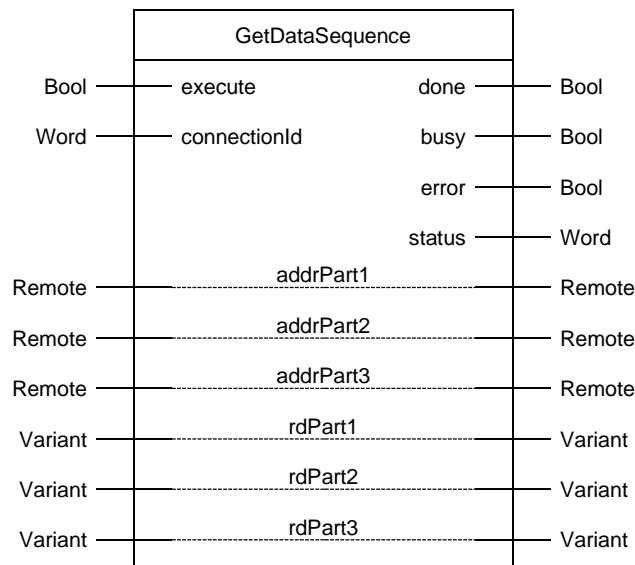 GetDataSequence
Bool execute done Bool
Word connectionId busy Bool
error Bool
status Word
Remote addrPart1 Remote
Remote addrPart2 Remote
Remote addrPart3 Remote
Variant rdPart1 Variant
Variant rdPart2 Variant
Variant rdPart3 Variant